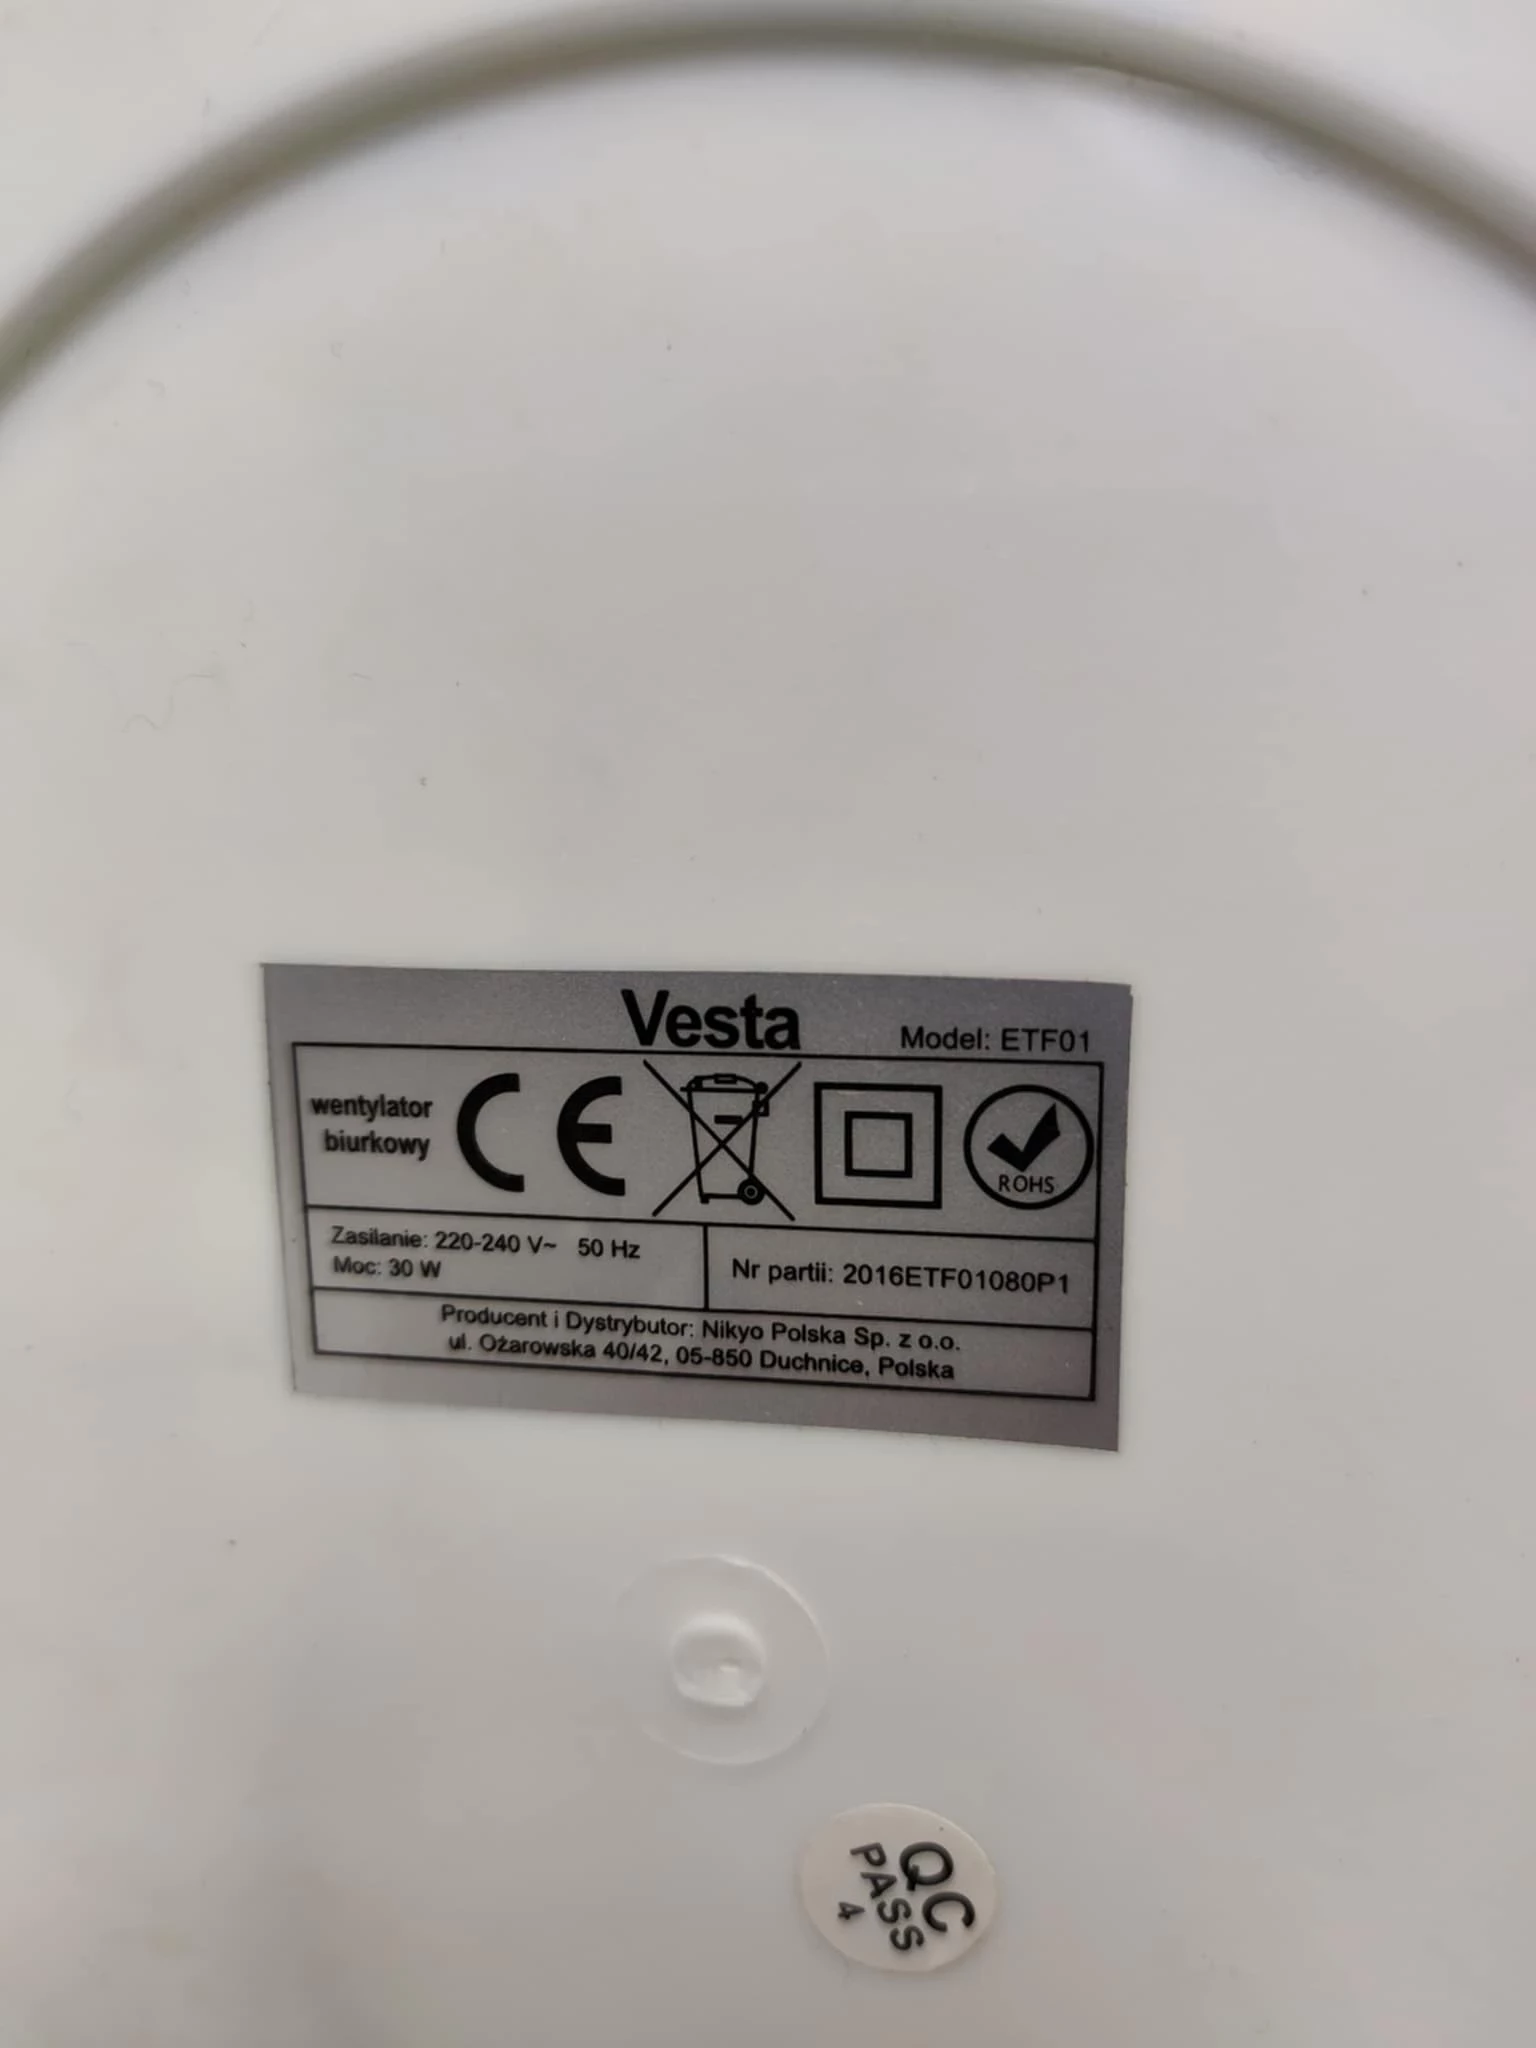 Vesta
Model: ETF01
wentylator
biurkowy
CE
ROHS
Zasilanie: 220-240 V~ 50 Hz
Moc: 30 W
Nr partii: 2016ETF01080P1
Producent i Dystrybutor: Nikyo Polska Sp. z o.o.
ul. Ożarowska 40/42, 05-850 Duchnice, Polska
QC
PASS
4